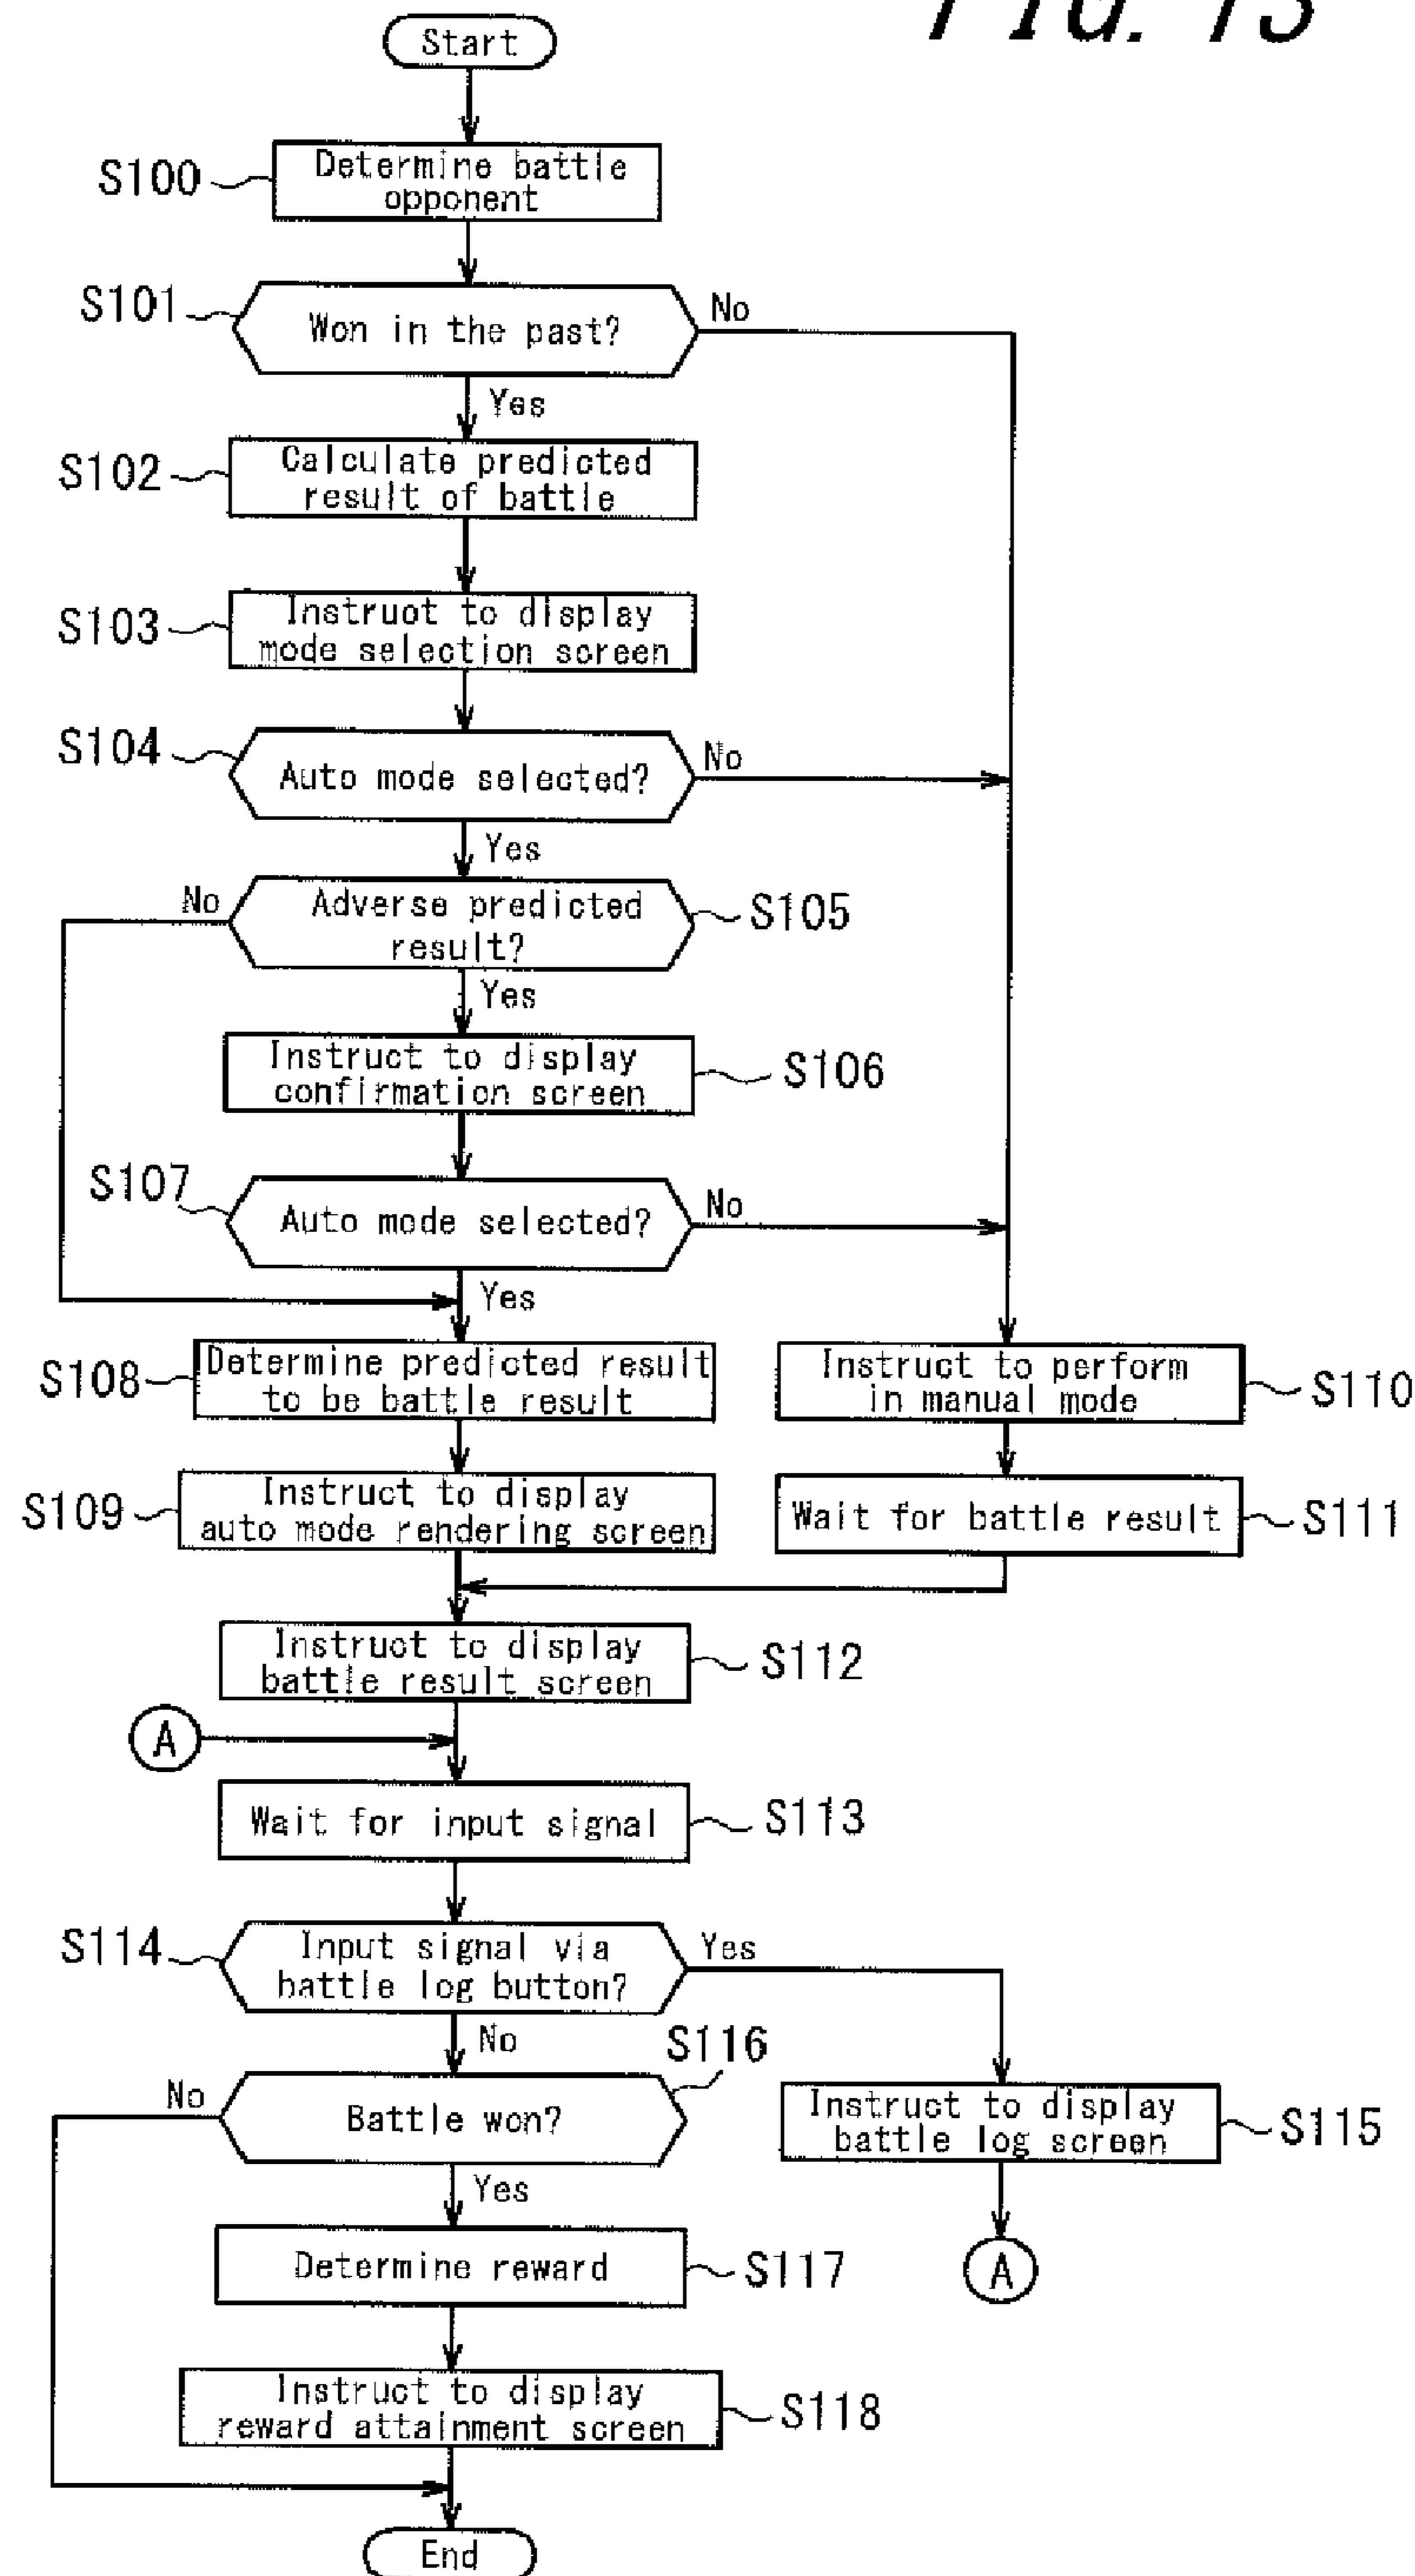 FIG. 13
Start
S100
Determine battle
opponent
S101
Won in the past?
No
Yes
S102
Calculate predicted
result of battle
S103
Instruct to display
mode selection screen
S104
Auto mode selected?
No
Yes
No
Adverse predicted
result?
S105
Yes
Instruct to display
confirmation screen
S106
S107
Auto mode selected?
No
Yes
S108
Determine predicted result
to be battle result
Instruct to perform
in manual mode
S110
S109
Instruct to display
auto mode rendering screen
Wait for battle result
S111
Instruct to display
battle result screen
S112
A
Wait for input signal
S113
S114
Input signal via
battle log button?
Yes
No
S116
No
Battle won?
Instruct to display
battle log screen
S115
Yes
Determine reward
S117
A
Instruct to display
reward attainment screen
S118
End